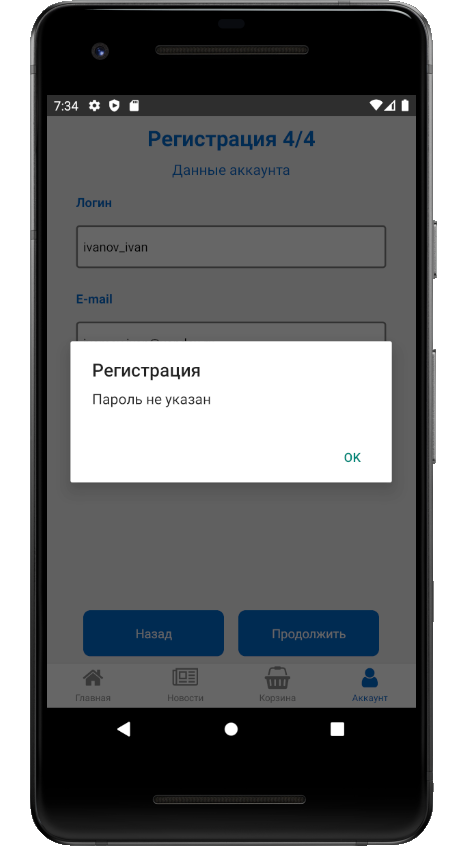 7:34
Регистрация 4/4
Данные аккаунта
Логин
ivanov_ivan
E-mail
Регистрация
Пароль не указан
ОК
Назад
Продолжить
Главная
Новости
Корзина
Аккаунт